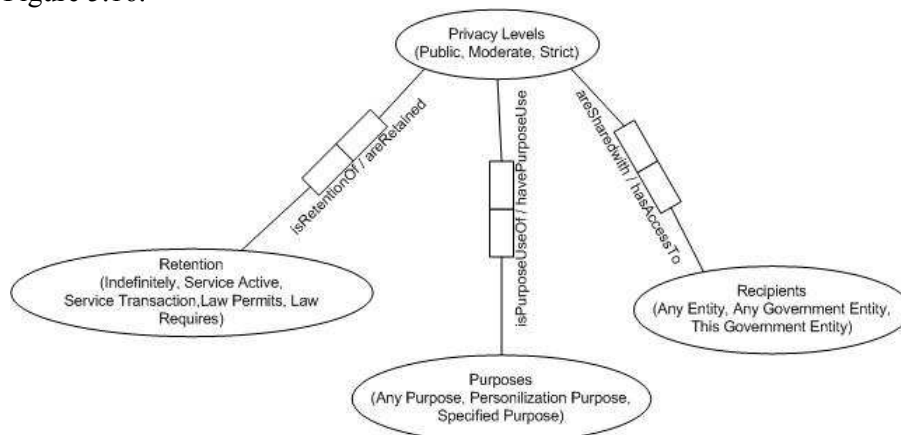 Figure 5.10.
Privacy Levels
(Public, Moderate, Strict)
isRetentionOf / areRetained
isPurposeUseOf / havePurposeUse
areSharedwith / hasAccessTo
Retention
(Indefinitely, Service Active,
Service Transaction,Law Permits, Law
Requires)
Recipients
(Any Entity, Any Government Entity,
This Government Entity)
Purposes
(Any Purpose, Personilization Purpose,
Specified Purpose)